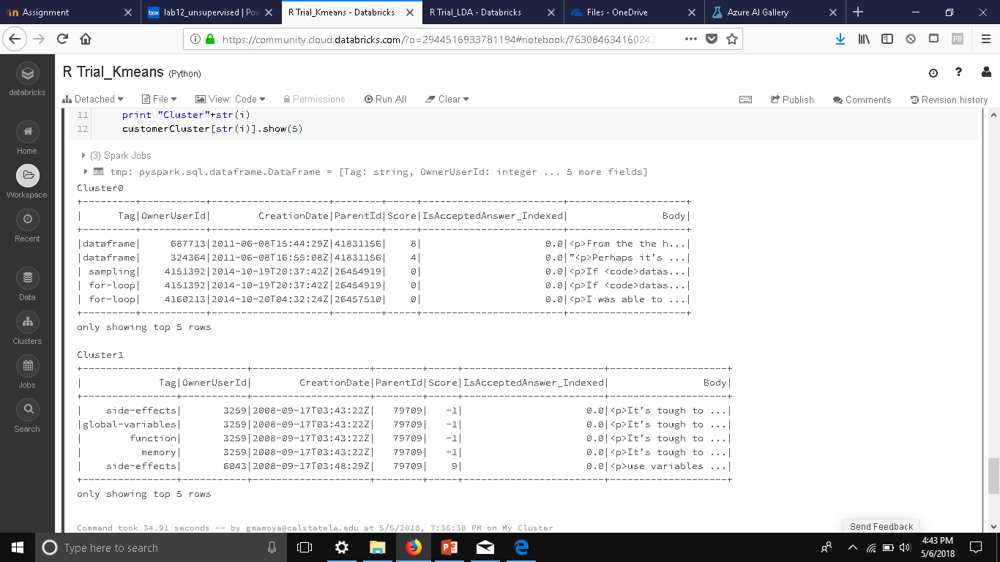 Assignment
box lab12_unsupervised | Pow
R Trial_Kmeans - Databricks
R Trial_LDA - Databricks
Files - OneDrive
Azure AI Gallery
https://community.cloud.databricks.com/?o=2944516933781194#notebook/763084634160242
PB
databricks
Home
Workspace
Recent
Data
Clusters
Jobs
Search
R Trial_Kmeans (Python)
?
Detached File View: Code Permissions Run All Clear Publish Comments Revision history
11 print "Cluster"+str(i)
12 customerCluster[str(i)].show(5)
(3) Spark Jobs
tmp: pyspark.sql.dataframe.DataFrame = [Tag: string, OwnerUserId: integer ... 5 more fields]
Cluster0
+---------+-----------+--------------------+--------+-----+------------------------+--------------------+
| Tag|OwnerUserId| CreationDate|ParentId|Score|IsAcceptedAnswer_Indexed| Body|
+---------+-----------+--------------------+--------+-----+------------------------+--------------------+
|dataframe| 687713|2011-06-08T15:44:29Z|41831156| 8| 0.0|<p>From the the h...|
|dataframe| 324364|2011-06-08T16:55:08Z|41831156| 4| 0.0|"<p>Perhaps it's ...|
| sampling| 4151392|2014-10-19T20:37:42Z|26454919| 0| 0.0|<p>If <code>datas...|
| for-loop| 4151392|2014-10-19T20:37:42Z|26454919| 0| 0.0|<p>If <code>datas...|
| for-loop| 4160213|2014-10-20T04:32:24Z|26457510| 0| 0.0|<p>I was able to ...|
+---------+-----------+--------------------+--------+-----+------------------------+--------------------+
only showing top 5 rows
Cluster1
+----------------+-----------+--------------------+--------+-----+------------------------+--------------------+
| Tag|OwnerUserId| CreationDate|ParentId|Score|IsAcceptedAnswer_Indexed| Body|
+----------------+-----------+--------------------+--------+-----+------------------------+--------------------+
| side-effects| 3259|2008-09-17T03:43:22Z| 79709| -1| 0.0|<p>It's tough to ...|
|global-variables| 3259|2008-09-17T03:43:22Z| 79709| -1| 0.0|<p>It's tough to ...|
| function| 3259|2008-09-17T03:43:22Z| 79709| -1| 0.0|<p>It's tough to ...|
| memory| 3259|2008-09-17T03:43:22Z| 79709| -1| 0.0|<p>It's tough to ...|
| side-effects| 6043|2008-09-17T03:48:29Z| 79709| 9| 0.0|<p>use variables ...|
+----------------+-----------+--------------------+--------+-----+------------------------+--------------------+
only showing top 5 rows
Command took 34.91 seconds -- by gmamoya@calstatela.edu at 5/5/2018, 7:36:38 PM on My Cluster
Send Feedback
Type here to search
4:43 PM
5/6/2018